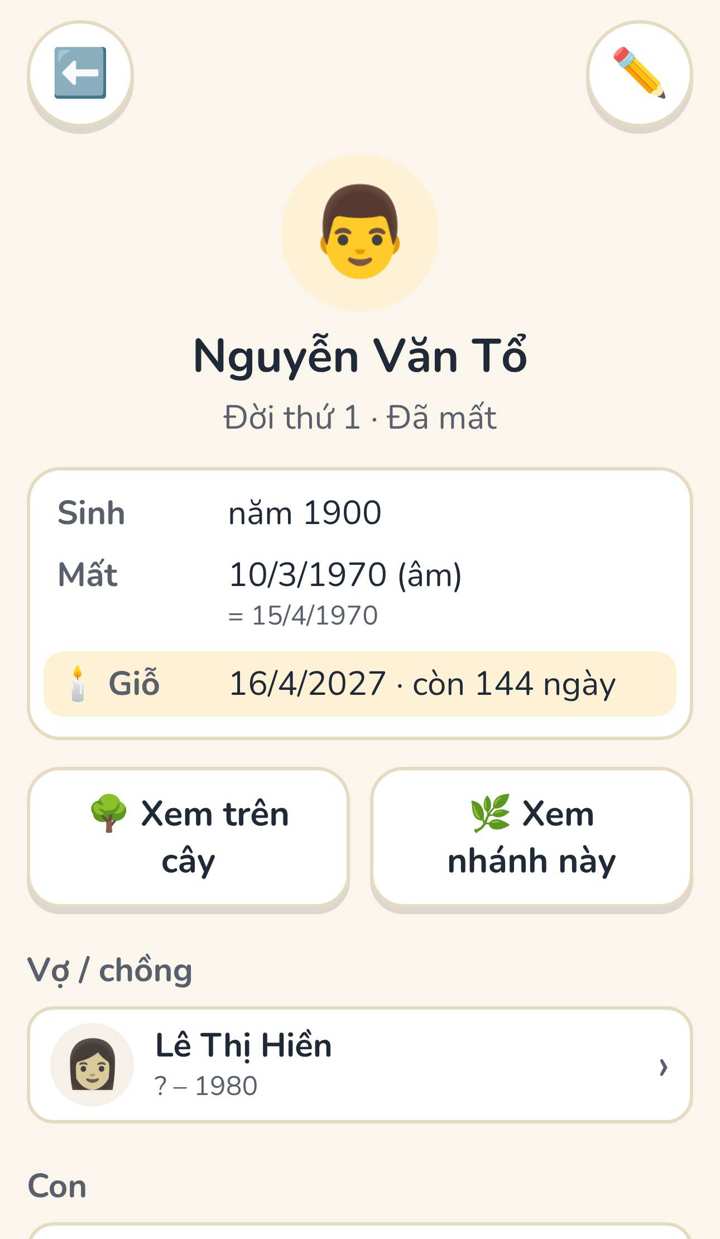 Nguyễn Văn Tổ
Đời thứ 1 · Đã mất
Sinh năm 1900
Mất 10/3/1970 (âm)
= 15/4/1970
Giỗ 16/4/2027 · còn 144 ngày
Xem trên
cây
Xem
nhánh này
Vợ / chồng
Lê Thị Hiền
? – 1980
›
Con